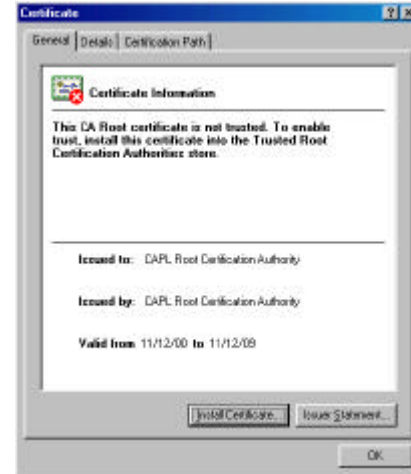 Certificate
General Details Certification Path
Certificate Information
This CA Root certificate is not trusted. To enable
trust, install this certificate into the Trusted Root
Certification Authorities store.
Issued to: CAPL Root Certification Authority
Issued by: CAPL Root Certification Authority
Valid from 11/12/00 to 11/12/09
Install Certificate... Issuer Statement...
OK